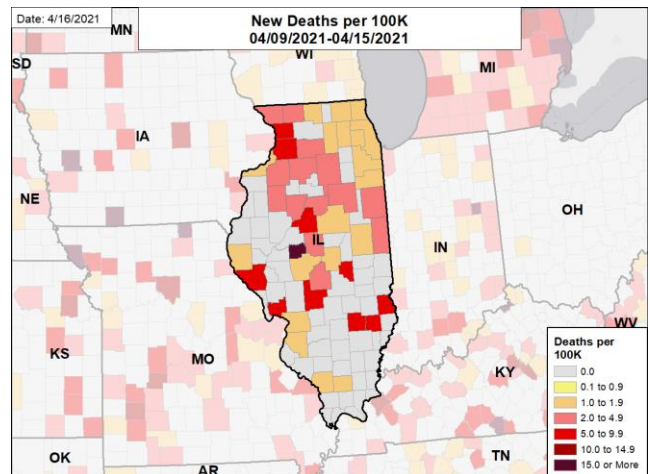 Date: 4/16/2021
New Deaths per 100K
04/09/2021-04/15/2021
MN
WI
SD
MI
IA
NE
IL
IN
OH
KS
MO
WV
KY
OK
AR
TN
Deaths per
100K
0.0
0.1 to 0.9
1.0 to 1.9
2.0 to 4.9
5.0 to 9.9
10.0 to 14.9
15.0 or More